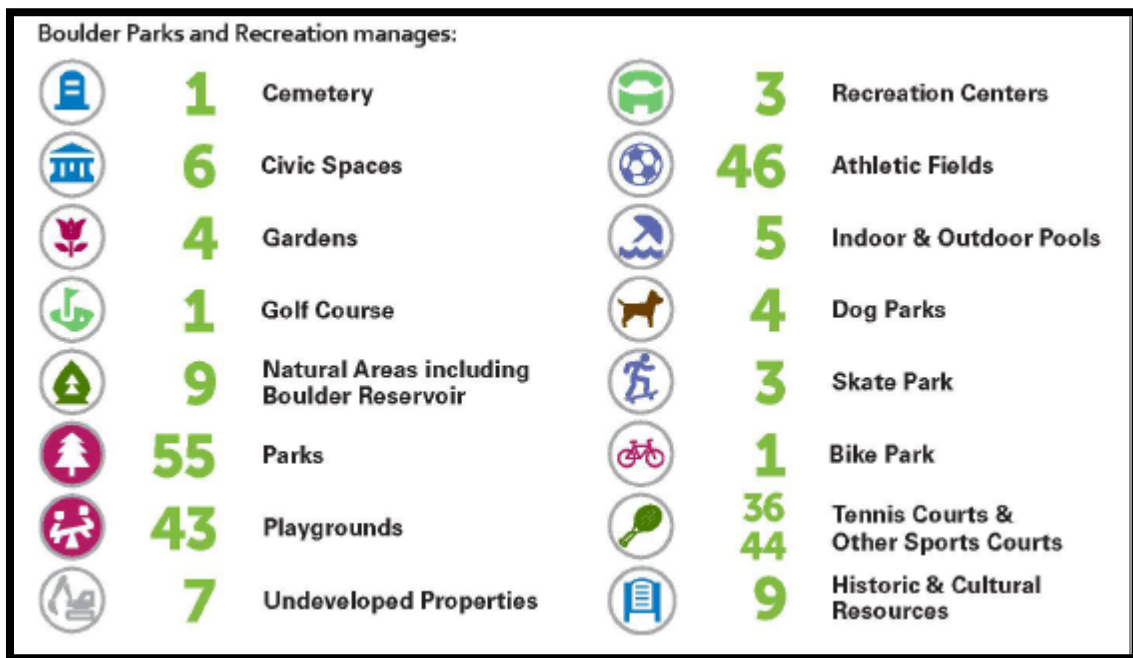 Boulder Parks and Recreation manages:
1 Cemetery
6 Civic Spaces
4 Gardens
1 Golf Course
9 Natural Areas including
Boulder Reservoir
55 Parks
43 Playgrounds
7 Undeveloped Properties
3 Recreation Centers
46 Athletic Fields
5 Indoor & Outdoor Pools
4 Dog Parks
3 Skate Park
1 Bike Park
36 Tennis Courts &
44 Other Sports Courts
9 Historic & Cultural
Resources